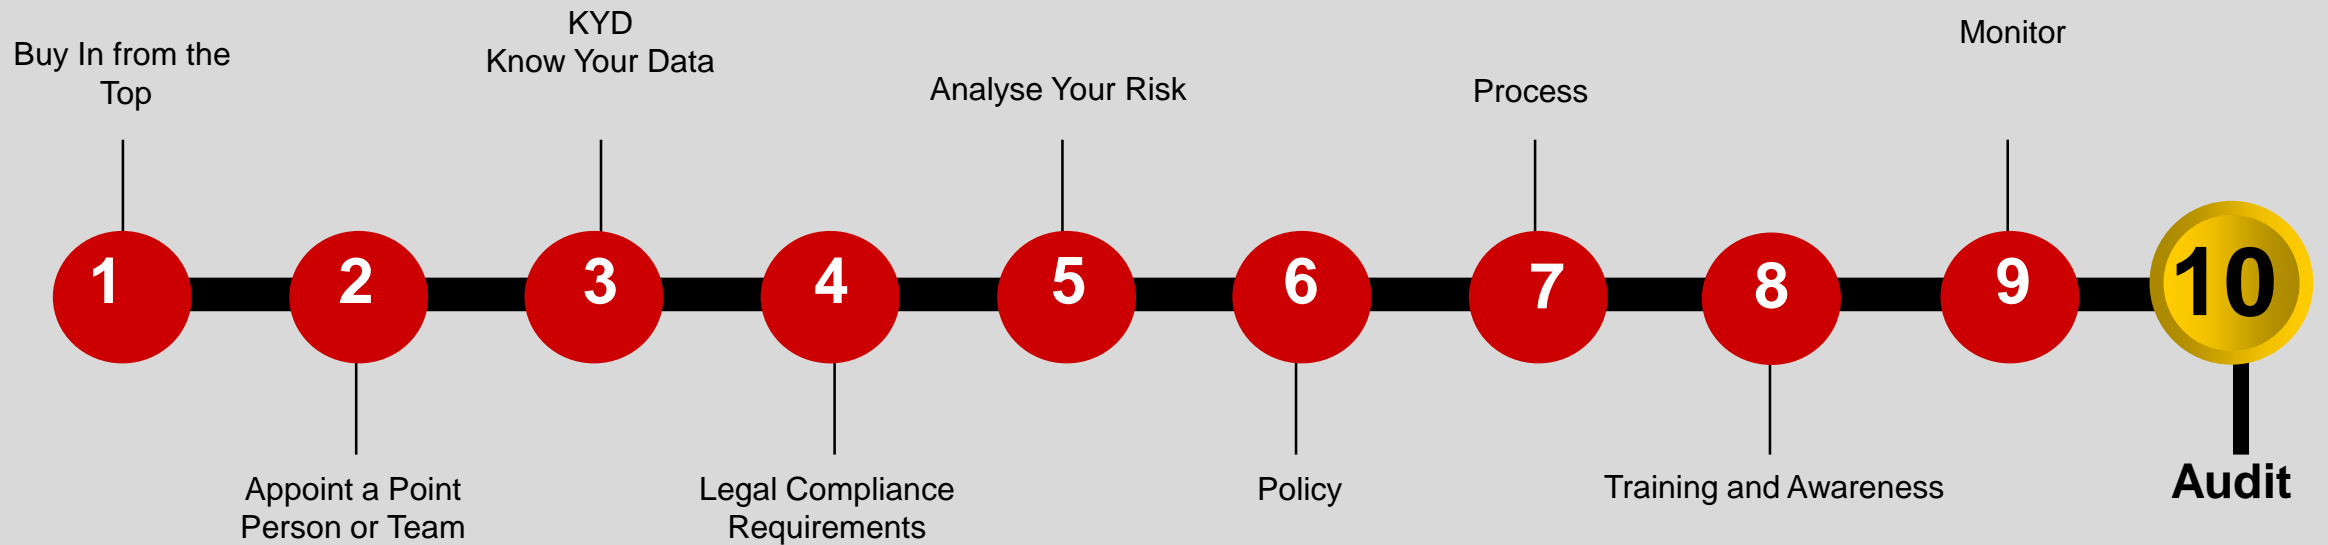 KYD
Know Your Data
Monitor
Buy In from the
Top
Analyse Your Risk
Process
1
2
3
4
5
6
7
8
9
10
Appoint a Point
Person or Team
Legal Compliance
Requirements
Policy
Training and Awareness
Audit